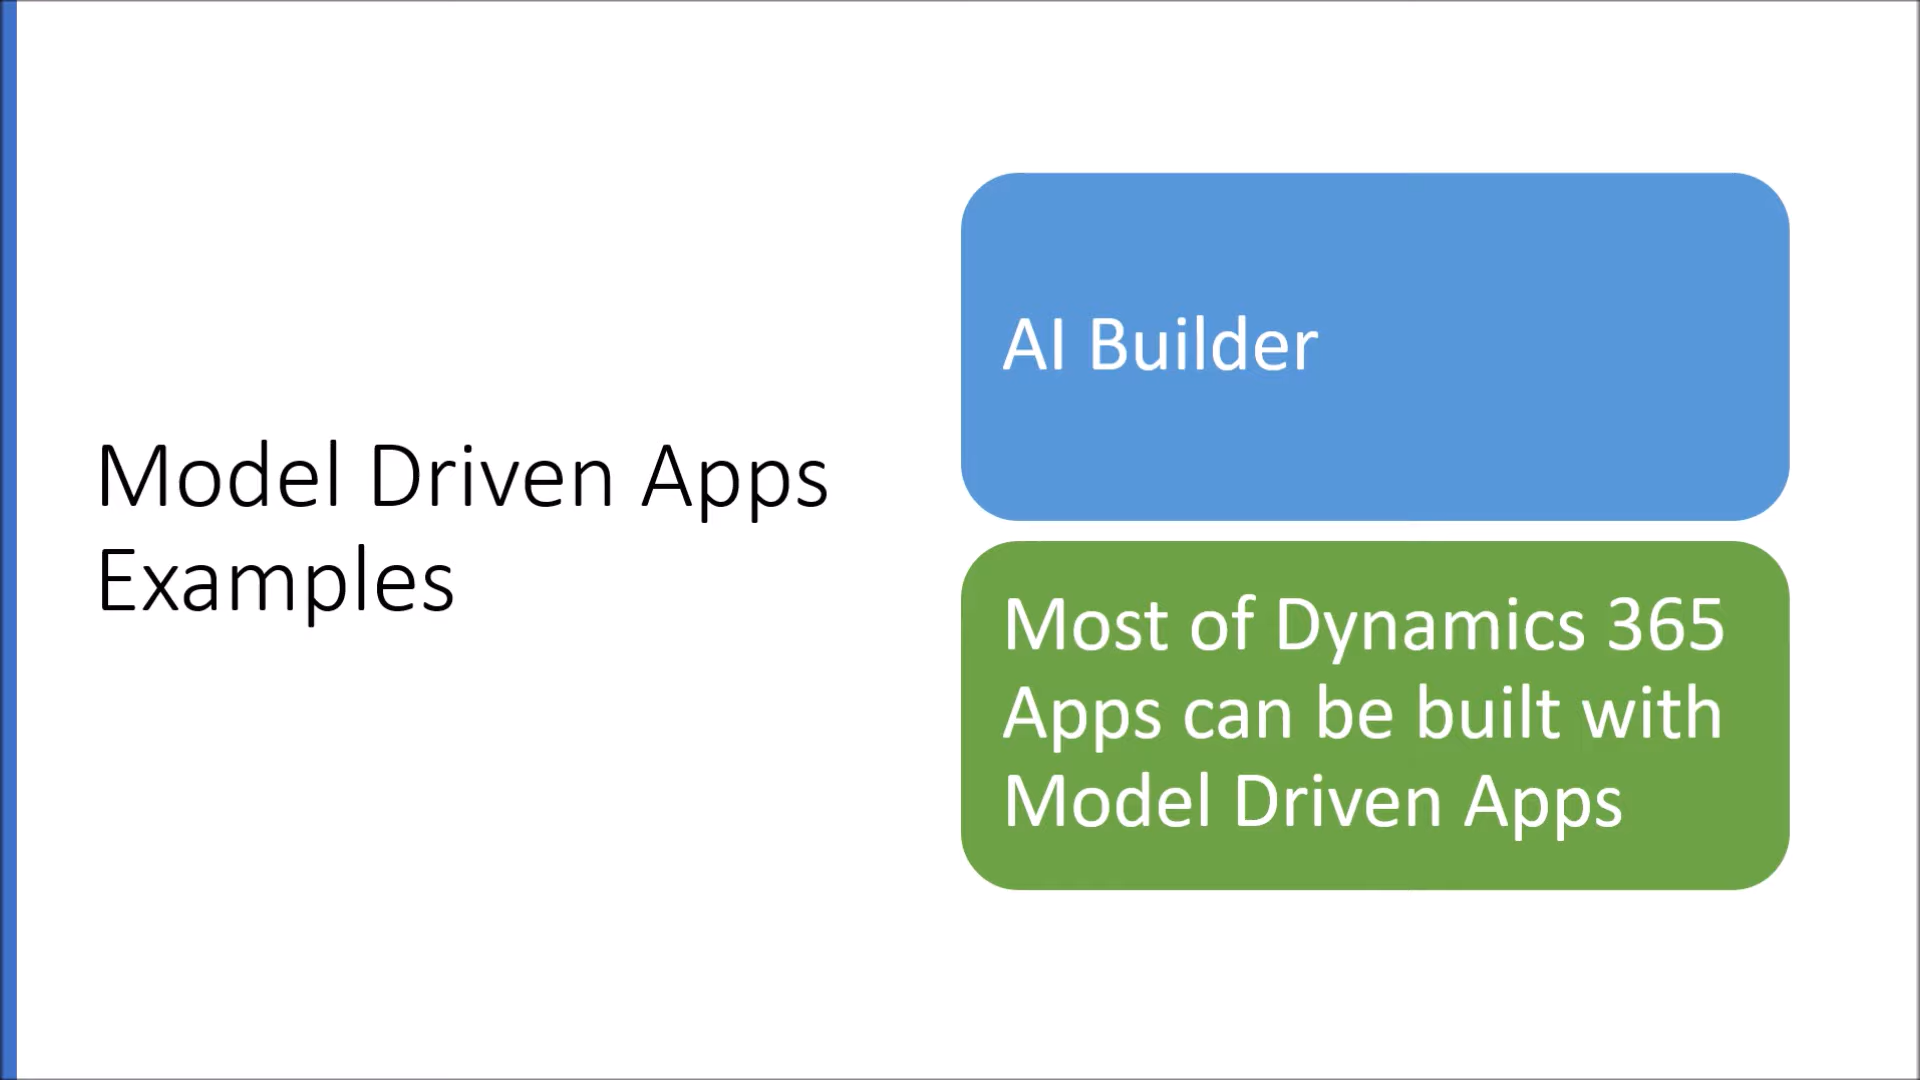 Model Driven Apps
Examples
AI Builder
Most of Dynamics 365
Apps can be built with
Model Driven Apps